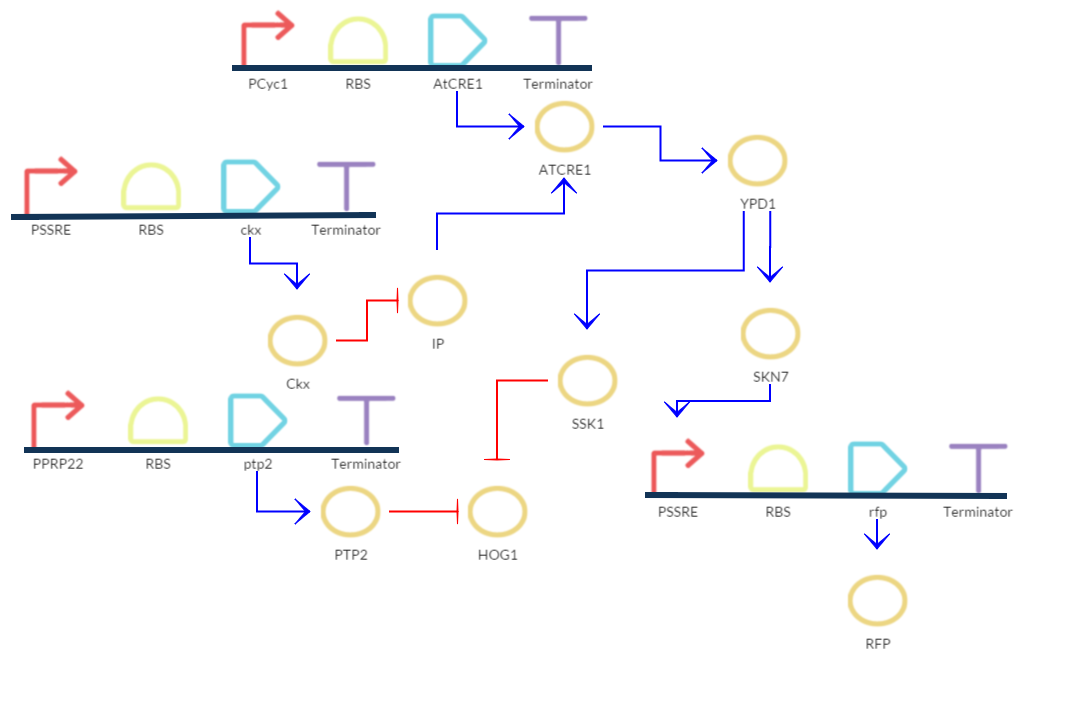 PCyc1 RBS AtCRE1 Terminator
ATCRE1
YPD1
PSSRE RBS ckx Terminator
IP
Ckx
SKN7
SSK1
PPRP22 RBS ptp2 Terminator
PSSRE RBS rfp Terminator
PTP2 HOG1
RFP